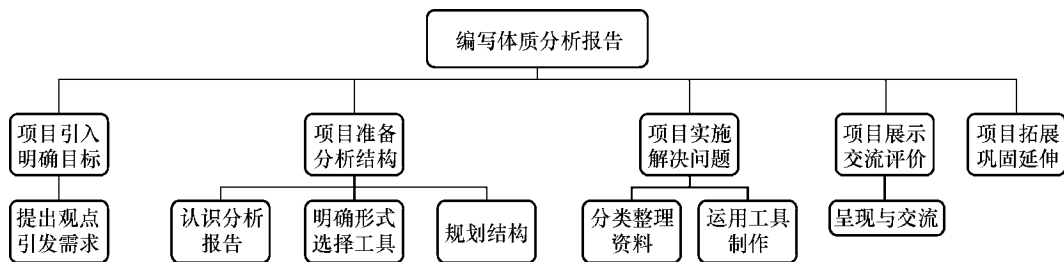 编写体质分析报告
项目引入
明确目标
项目准备
分析结构
项目实施
解决问题
项目展示
交流评价
项目拓展
巩固延伸
提出观点
引发需求
认识分析
报告
明确形式
选择工具
规划结构
分类整理
资料
运用工具
制作
呈现与交流